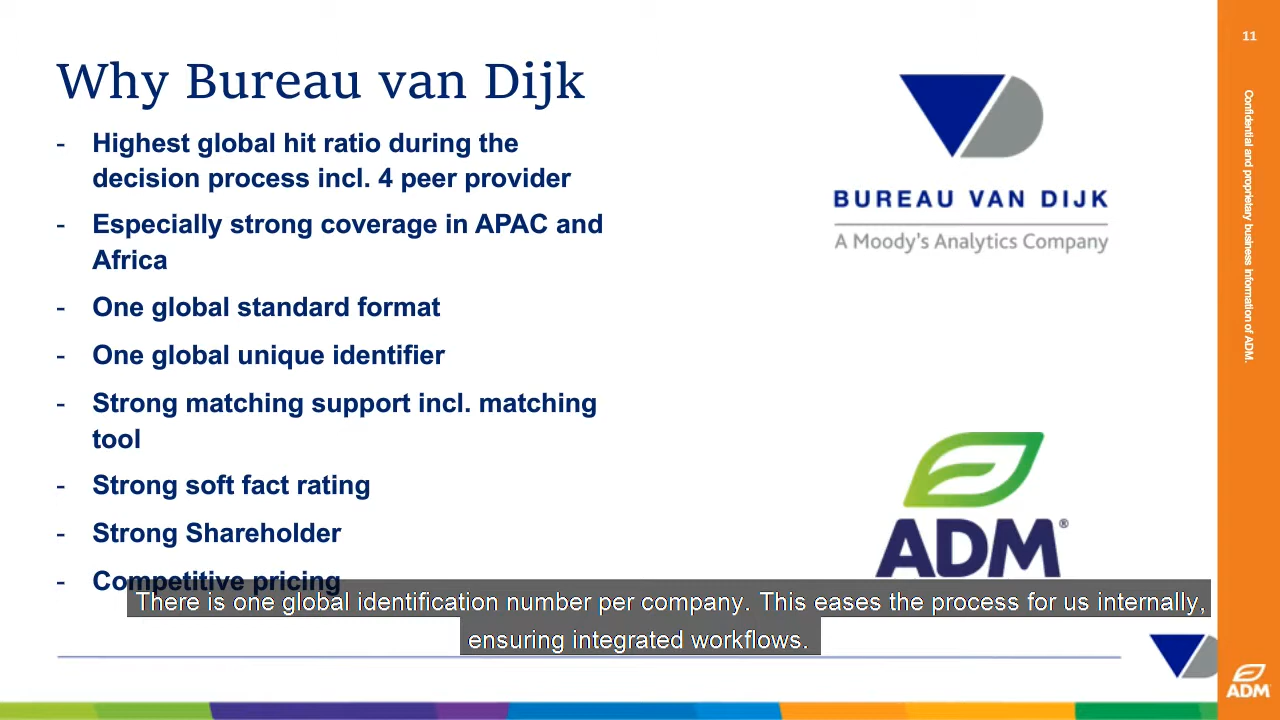 11
Why Bureau van Dijk
- Highest global hit ratio during the
decision process incl. 4 peer provider
- Especially strong coverage in APAC and
Africa
- One global standard format
- One global unique identifier
- Strong matching support incl. matching
tool
- Strong soft fact rating
- Strong Shareholder
- Competitive pricing
BUREAU VAN DIJK
A Moody's Analytics Company
ADM®
Confidential and proprietary business information of ADM.
There is one global identification number per company. This eases the process for us internally,
ensuring integrated workflows.
ADM